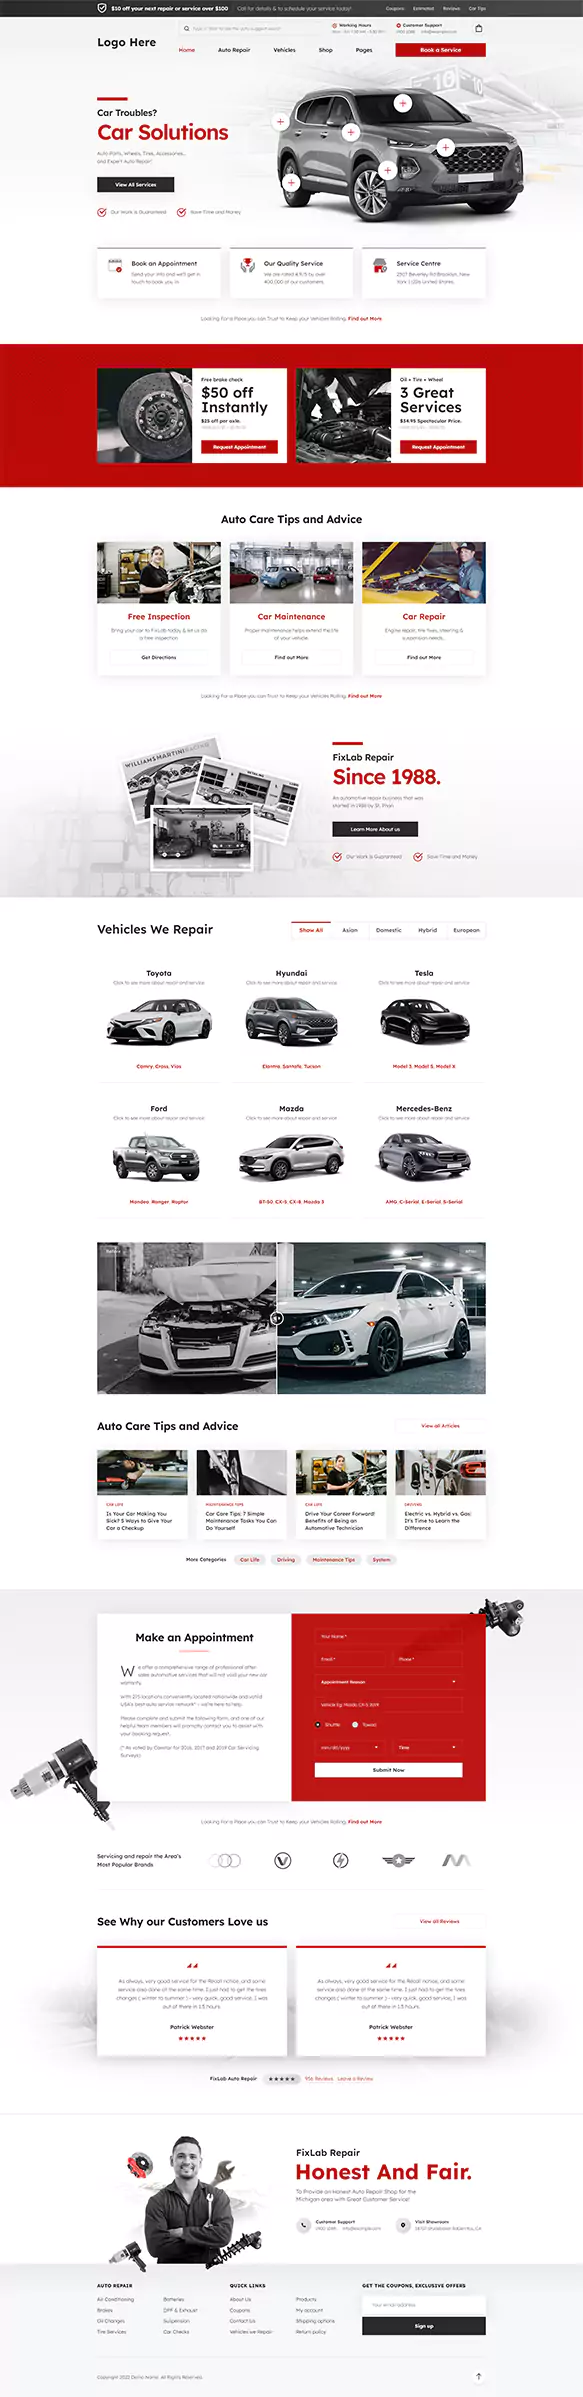 $10 off your next repair or service over $100
Call for details & to schedule your service today!
Coupons
Estimated
Reviews
Car Tips
Logo Here
Working Hours
Customer Support
Home
Auto Repair
Vehicles
Shop
Pages
Book a Service
Car Troubles?
Car Solutions
Auto Parts, Wheels, Tires, Accessories...
and Expert Auto Repair!
View All Services
Our Work is Guaranteed
Save Time and Money
Book an Appointment
Send your info and we'll get in
touch to book you in.
Our Quality Service
We are rated 4.9/5 by over
400,000 of our customers.
Service Centre
2307 Beverley Rd Brooklyn, New
York 11226 United States.
Looking For a Place you can Trust to Keep your Vehicles Rolling. Find out More
Free brake check
$50 off
Instantly
$25 off per axle.
Request Appointment
Oil + Tire + Wheel
3 Great
Services
$54.95 Spectacular Price.
Request Appointment
Auto Care Tips and Advice
Free Inspection
Bring your car to FixLab today & let us do
a free inspection
Get Directions
Car Maintenance
Proper maintenance helps extend the life
of your vehicle.
Find out More
Car Repair
Engine repair, tire fixes, steering &
suspension needs.
Find out More
Looking For a Place you can Trust to Keep your Vehicles Rolling. Find out More
WILLIAMS MARTINI RACING
FixLab Repair
Since 1988.
An automotive repair business that was
started in 1988 by St. Phan.
Learn More About us
Our Work is Guaranteed
Save Time and Money
Vehicles We Repair
Show All
Asian
Domestic
Hybrid
European
Toyota
Click to see more about repair and service
Camry, Cross, Vios
Hyundai
Click to see more about repair and service
Elantra, Santafe, Tucson
Tesla
Click to see more about repair and service
Model 3, Model S, Model X
Ford
Click to see more about repair and service
Mondeo, Ranger, Raptor
Mazda
Click to see more about repair and service
BT-50, CX-5, CX-8, Mazda 3
Mercedes-Benz
Click to see more about repair and service
AMG, C-Serial, E-Serial, S-Serial
Before
After
Auto Care Tips and Advice
View all Articles
CAR LIFE
Is Your Car Making You
Sick? 5 Ways to Give Your
Car a Checkup
MAINTENANCE TIPS
Car Care Tips: 7 Simple
Maintenance Tasks You Can
Do Yourself
CAR LIFE
Drive Your Career Forward!
Benefits of Being an
Automotive Technician
DRIVING
Electric vs. Hybrid vs. Gas:
It's Time to Learn the
Difference
More Categories
Car Life
Driving
Maintenance Tips
System
Make an Appointment
We offer a comprehensive range of professional after-
sales automotive services that will not void your new car
warranty.
With 275 locations conveniently located nationwide and voted
USA's best auto service network* - we're here to help.
Please complete and submit the following form, and one of our
helpful team members will promptly contact you to assist with
your booking request.
Your Name *
Email *
Phone *
Appointment Reason
Vehicle Eg: Mazda, CX-5, 2019
Shuttle
Towed
mm/dd/yyyy
Time
Submit Now
Looking For a Place you can Trust to Keep your Vehicles Rolling. Find out More
Servicing and repair the Area's
Most Popular Brands
See Why our Customers Love us
View all Reviews
As always, very good service for the Recall notice, and some
service also done at the same time. I just had to get the tires
changes ( winter to summer ) - very quick, good service, I was
out of there in 1.5 hours.
Patrick Webster
As always, very good service for the Recall notice, and some
service also done at the same time. I just had to get the tires
changes ( winter to summer ) - very quick, good service, I was
out of there in 1.5 hours.
Patrick Webster
FixLab Auto Repair
956 Reviews
Leave a Review
FixLab Repair
Honest And Fair.
To Provide an Honest Auto Repair Shop for the
Michigan area with Great Customer Service!
Customer Support
Visit Showroom
AUTO REPAIR
Air Conditioning
Brakes
Oil Changes
Tire Services
Batteries
DPF & Exhaust
Suspension
Car Checks
QUICK LINKS
About Us
Coupons
Contact Us
Vehicles we Repair
Products
My account
Shipping options
Return policy
GET THE COUPONS, EXCLUSIVE OFFERS
Your email address
Sign up